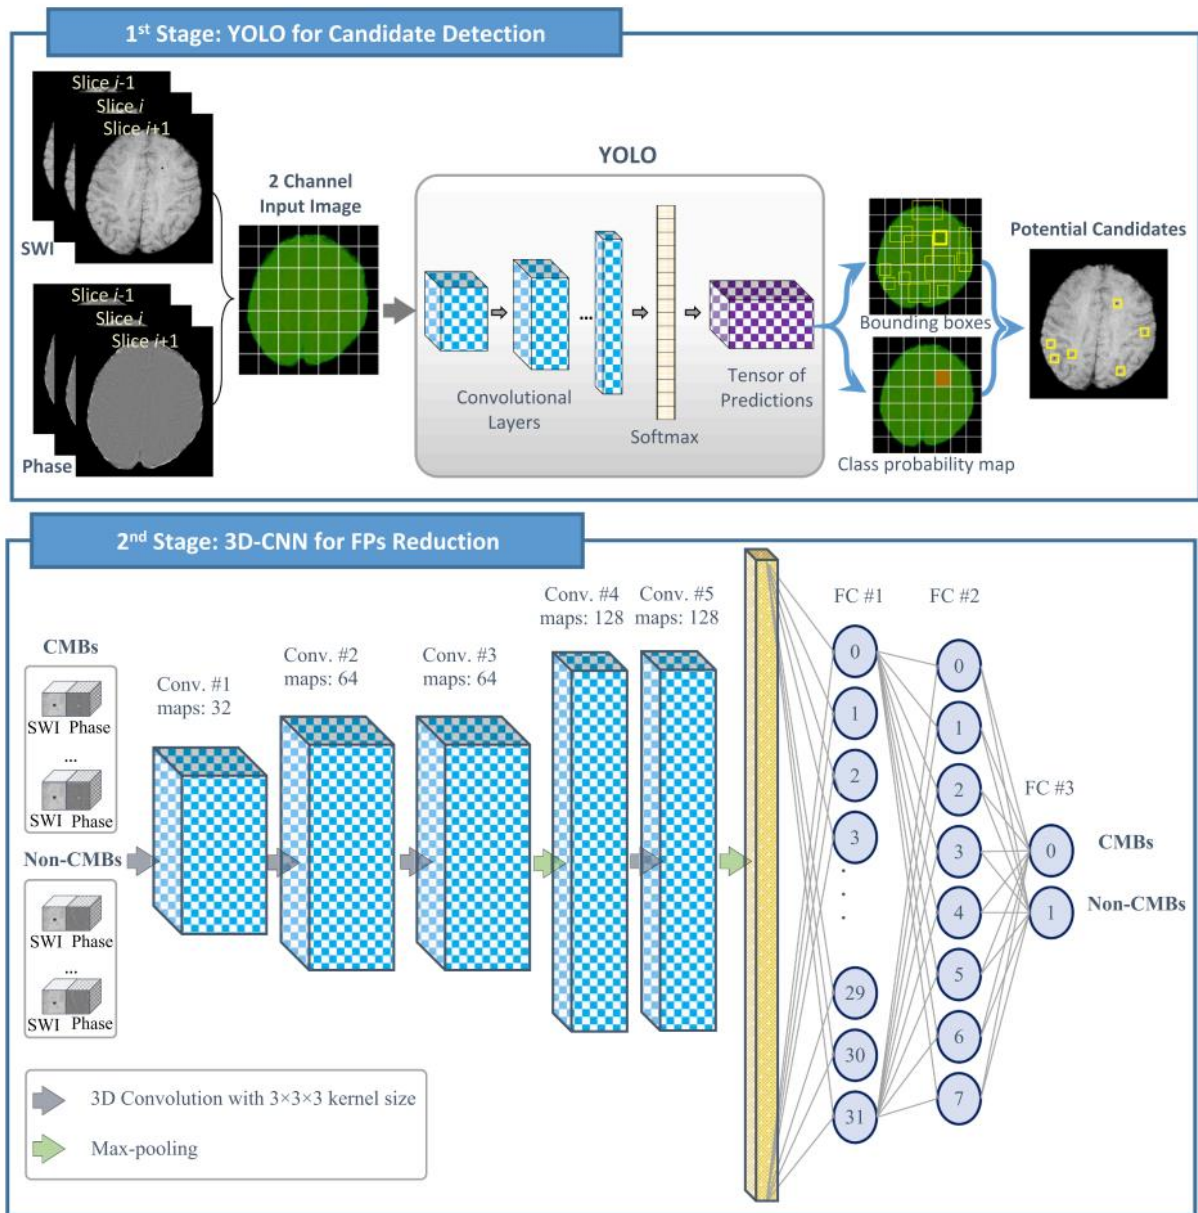 1st Stage: YOLO for Candidate Detection
Slice i-1
Slice i
Slice i+1
SWI
Slice i-1
Slice i
Slice i+1
Phase
2 Channel
Input Image
YOLO
...
Convolutional
Layers
Softmax
Tensor of
Predictions
Bounding boxes
Class probability map
Potential Candidates
2nd Stage: 3D-CNN for FPs Reduction
CMBs
SWI Phase
...
SWI Phase
Non-CMBs
SWI Phase
...
SWI Phase
Conv. #1
maps: 32
Conv. #2
maps: 64
Conv. #3
maps: 64
Conv. #4
maps: 128
Conv. #5
maps: 128
FC #1
0
1
2
3
.
.
.
29
30
31
FC #2
0
1
2
3
4
5
6
7
FC #3
0
1
CMBs
Non-CMBs
3D Convolution with 3×3×3 kernel size
Max-pooling